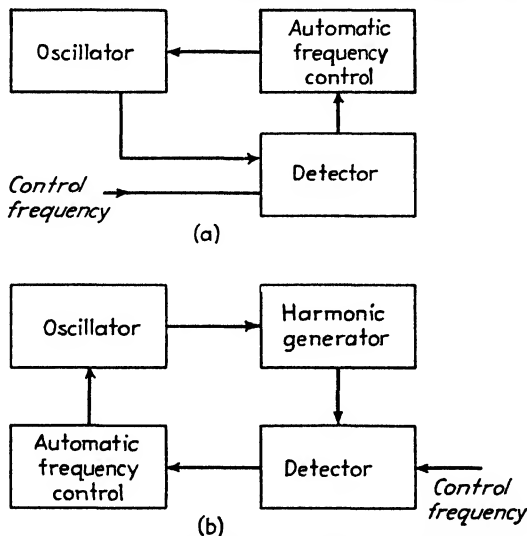 Oscillator
Automatic
frequency
control
Detector
Control
frequency
(a)
Oscillator
Harmonic
generator
Automatic
frequency
control
Detector
Control
frequency
(b)